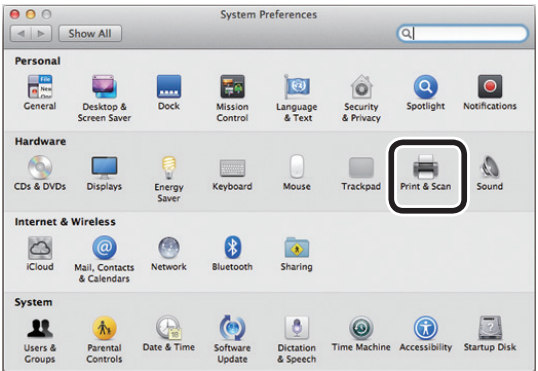 System Preferences
Show All
Personal
General
Desktop &
Screen Saver
Dock
Mission
Control
Language
& Text
Security
& Privacy
Spotlight
Notifications
Hardware
CDs & DVDs
Displays
Energy
Saver
Keyboard
Mouse
Trackpad
Print & Scan
Sound
Internet & Wireless
iCloud
Mail, Contacts
& Calendars
Network
Bluetooth
Sharing
System
Users &
Groups
Parental
Controls
Date & Time
Software
Update
Dictation
& Speech
Time Machine
Accessibility
Startup Disk